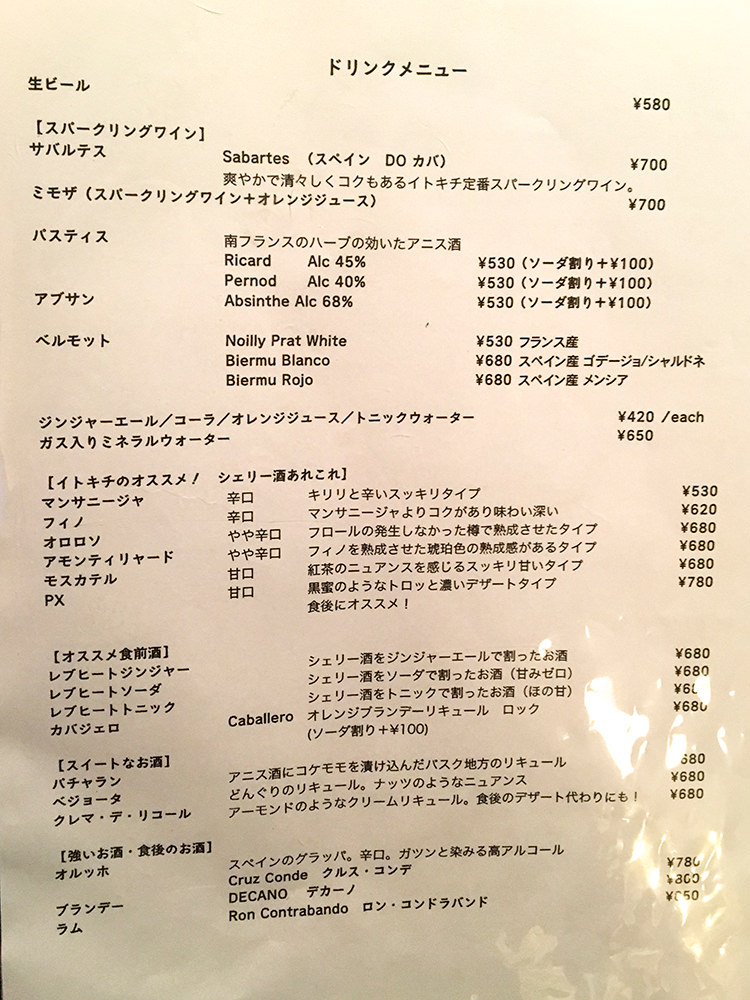 ドリンクメニュー
生ビール ¥580
[スパークリングワイン]
サバルテス Sabartes (スペイン DO カバ) ¥700
爽やかで清々しくコクもあるイトキチ定番スパークリングワイン。
ミモザ(スパークリングワイン+オレンジジュース) ¥700
パスティス 南フランスのハーブの効いたアニス酒
Ricard Alc 45% ¥530(ソーダ割り+¥100)
Pernod Alc 40% ¥530(ソーダ割り+¥100)
アブサン Absinthe Alc 68% ¥530(ソーダ割り+¥100)
ベルモット Noilly Prat White ¥530 フランス産
Biermu Blanco ¥680 スペイン産 ゴデージョ/シャルドネ
Biermu Rojo ¥680 スペイン産 メンシア
ジンジャーエール/コーラ/オレンジジュース/トニックウォーター ¥420 /each
ガス入りミネラルウォーター ¥650
[イトキチのオススメ! シェリー酒あれこれ]
マンサニージャ 辛口 キリリと辛いスッキリタイプ ¥530
フィノ 辛口 マンサニージャよりコクがあり味わい深い ¥620
オロロソ やや辛口 フロールの発生しなかった樽で熟成させたタイプ ¥680
アモンティリャード やや辛口 フィノを熟成させた琥珀色の熟成感があるタイプ ¥680
モスカテル 甘口 紅茶のニュアンスを感じるスッキリ甘いタイプ ¥680
PX 甘口 黒蜜のようなトロッと濃いデザートタイプ ¥780
食後にオススメ!
[オススメ食前酒]
レブヒートジンジャー シェリー酒をジンジャーエールで割ったお酒 ¥680
レブヒートソーダ シェリー酒をソーダで割ったお酒(甘みゼロ) ¥680
レブヒートトニック シェリー酒をトニックで割ったお酒(ほの甘)
カバジェロ Caballero オレンジブランデーリキュール ロック ¥680
(ソーダ割り+¥100)
[スイートなお酒]
パチャラン アニス酒にコケモモを漬け込んだバスク地方のリキュール 680
ベジョータ どんぐりのリキュール。ナッツのようなニュアンス ¥680
クレマ・デ・リコール アーモンドのようなクリームリキュール。食後のデザート代わりにも! ¥680
[強いお酒・食後のお酒]
オルッホ スペインのグラッパ。辛口。ガツンと染みる高アルコール ¥780
Cruz Conde クルス・コンデ
ブランデー DECANO デカーノ
ラム Ron Contrabando ロン・コンドラバンド